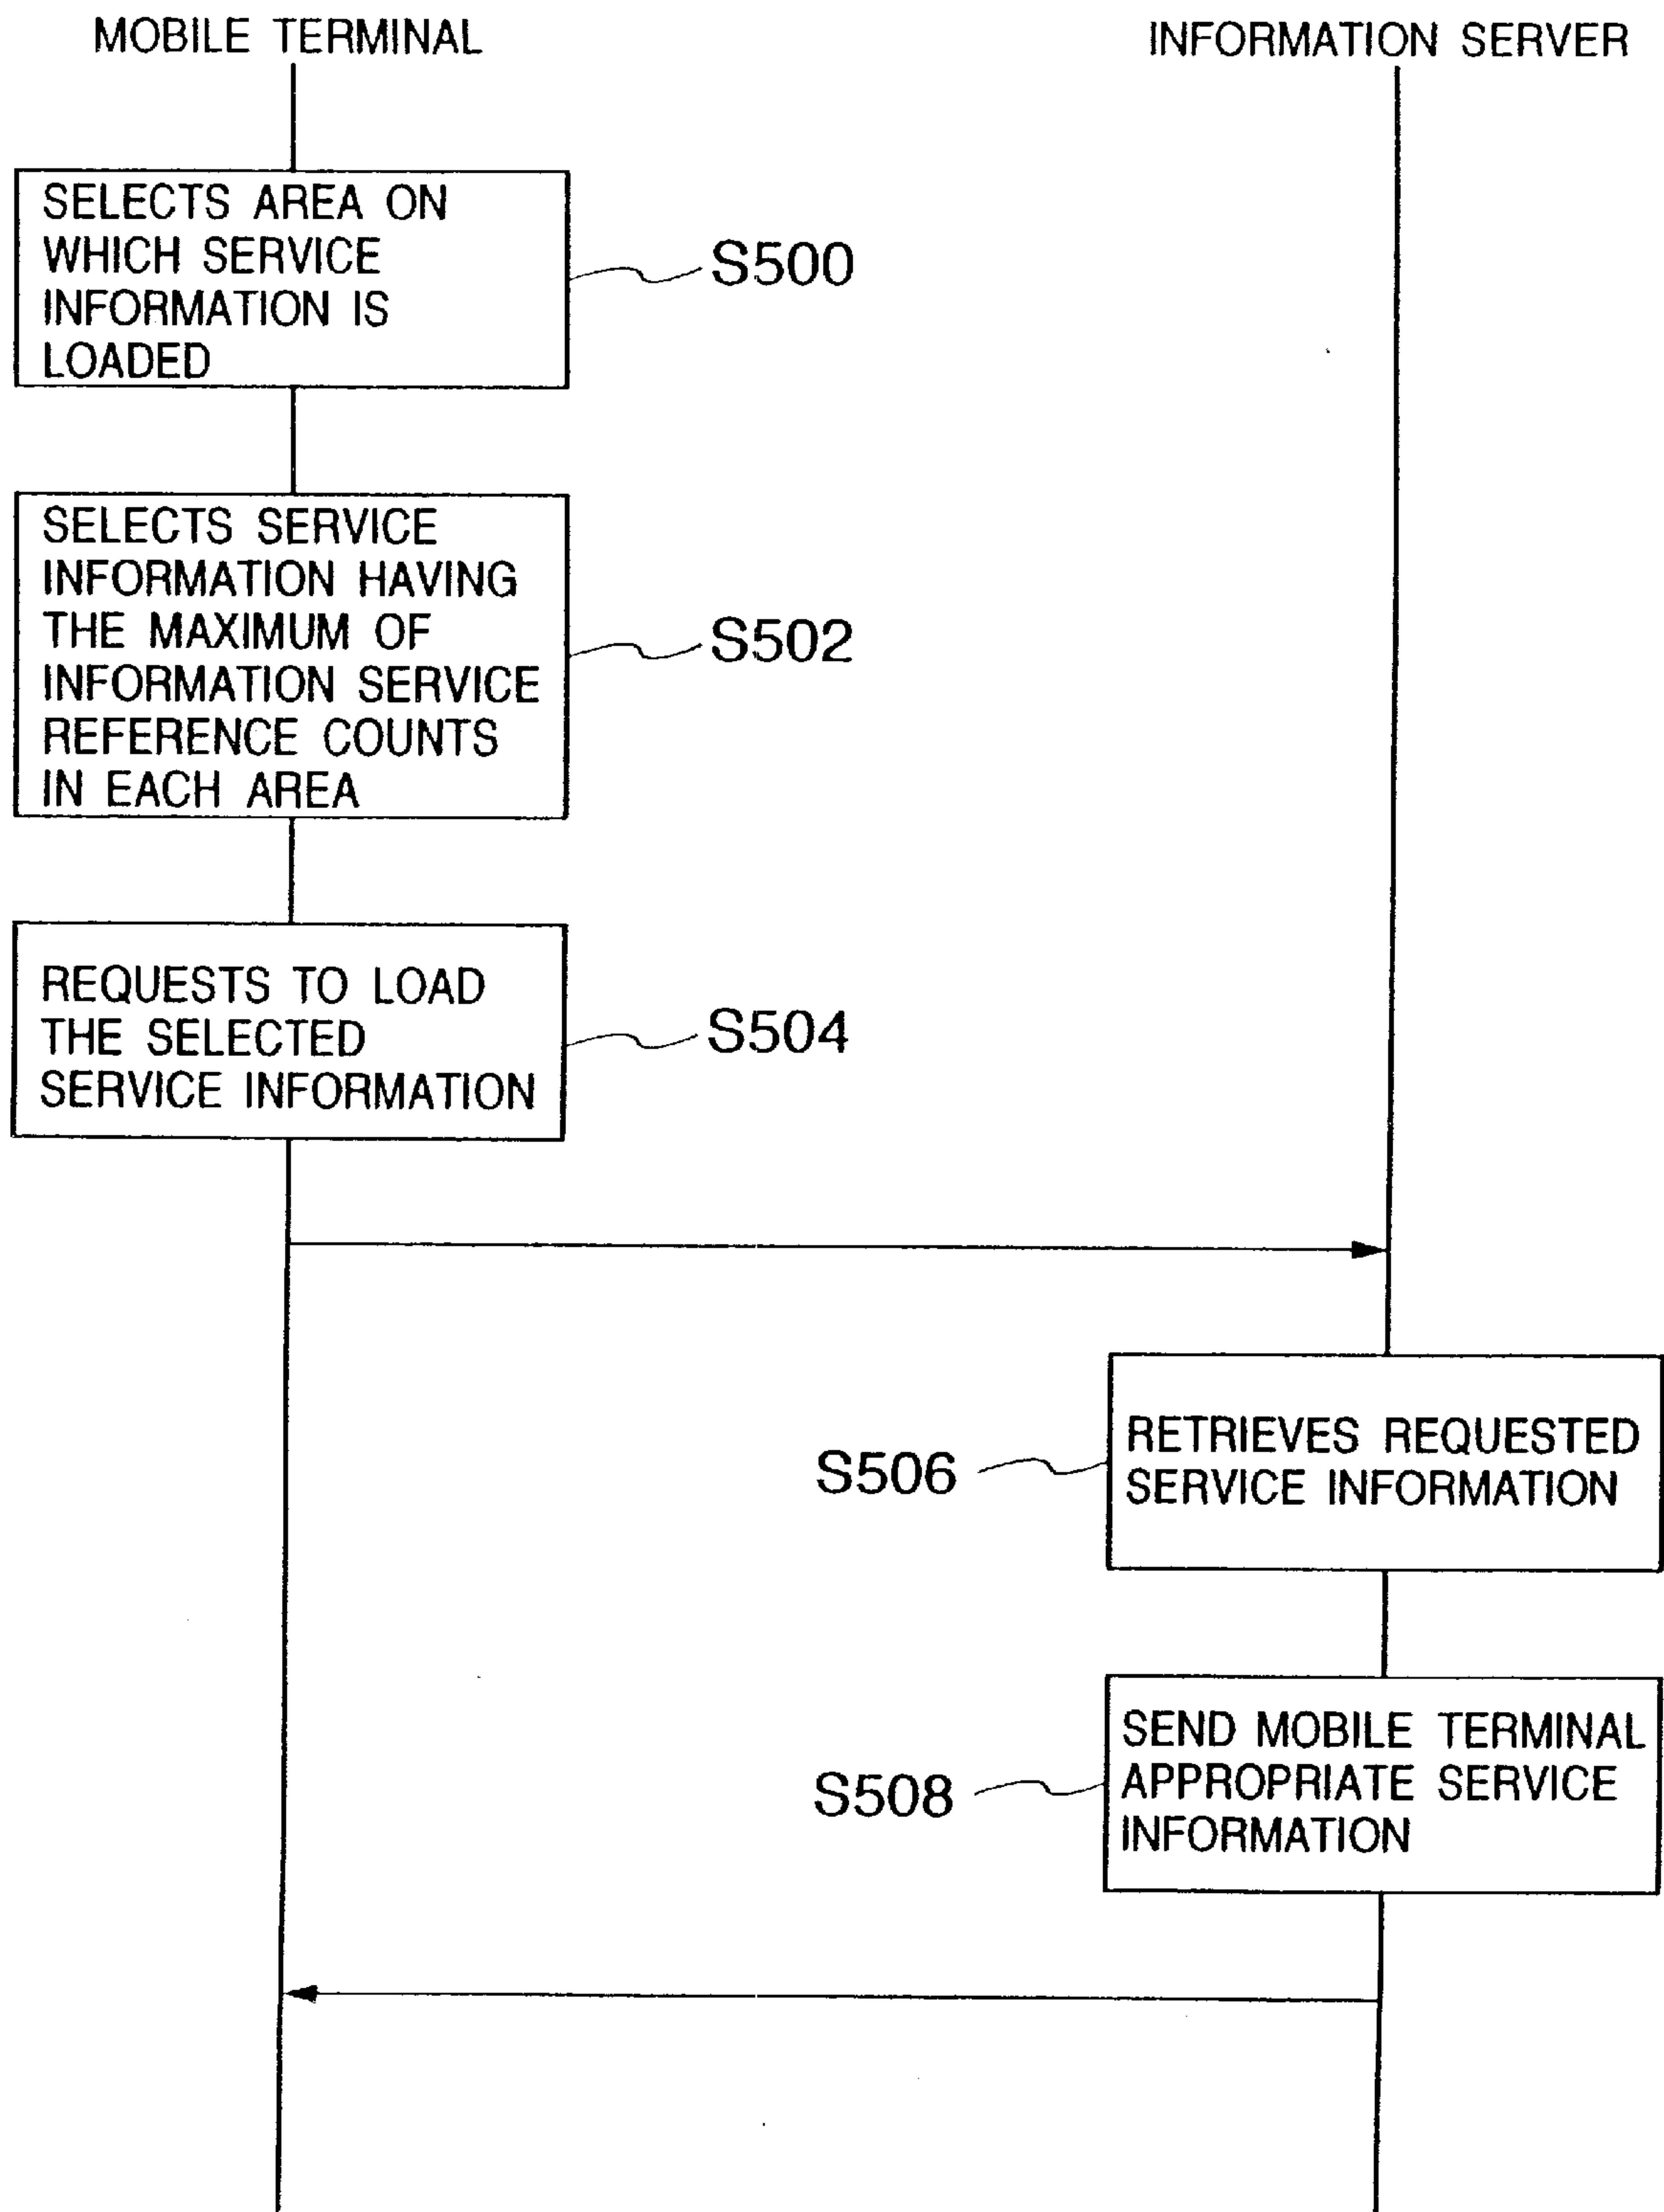 MOBILE TERMINAL
INFORMATION SERVER
SELECTS AREA ON
WHICH SERVICE
INFORMATION IS
LOADED
S500
SELECTS SERVICE
INFORMATION HAVING
THE MAXIMUM OF
INFORMATION SERVICE
REFERENCE COUNTS
IN EACH AREA
S502
REQUESTS TO LOAD
THE SELECTED
SERVICE INFORMATION
S504
RETRIEVES REQUESTED
SERVICE INFORMATION
S506
SEND MOBILE TERMINAL
APPROPRIATE SERVICE
INFORMATION
S508